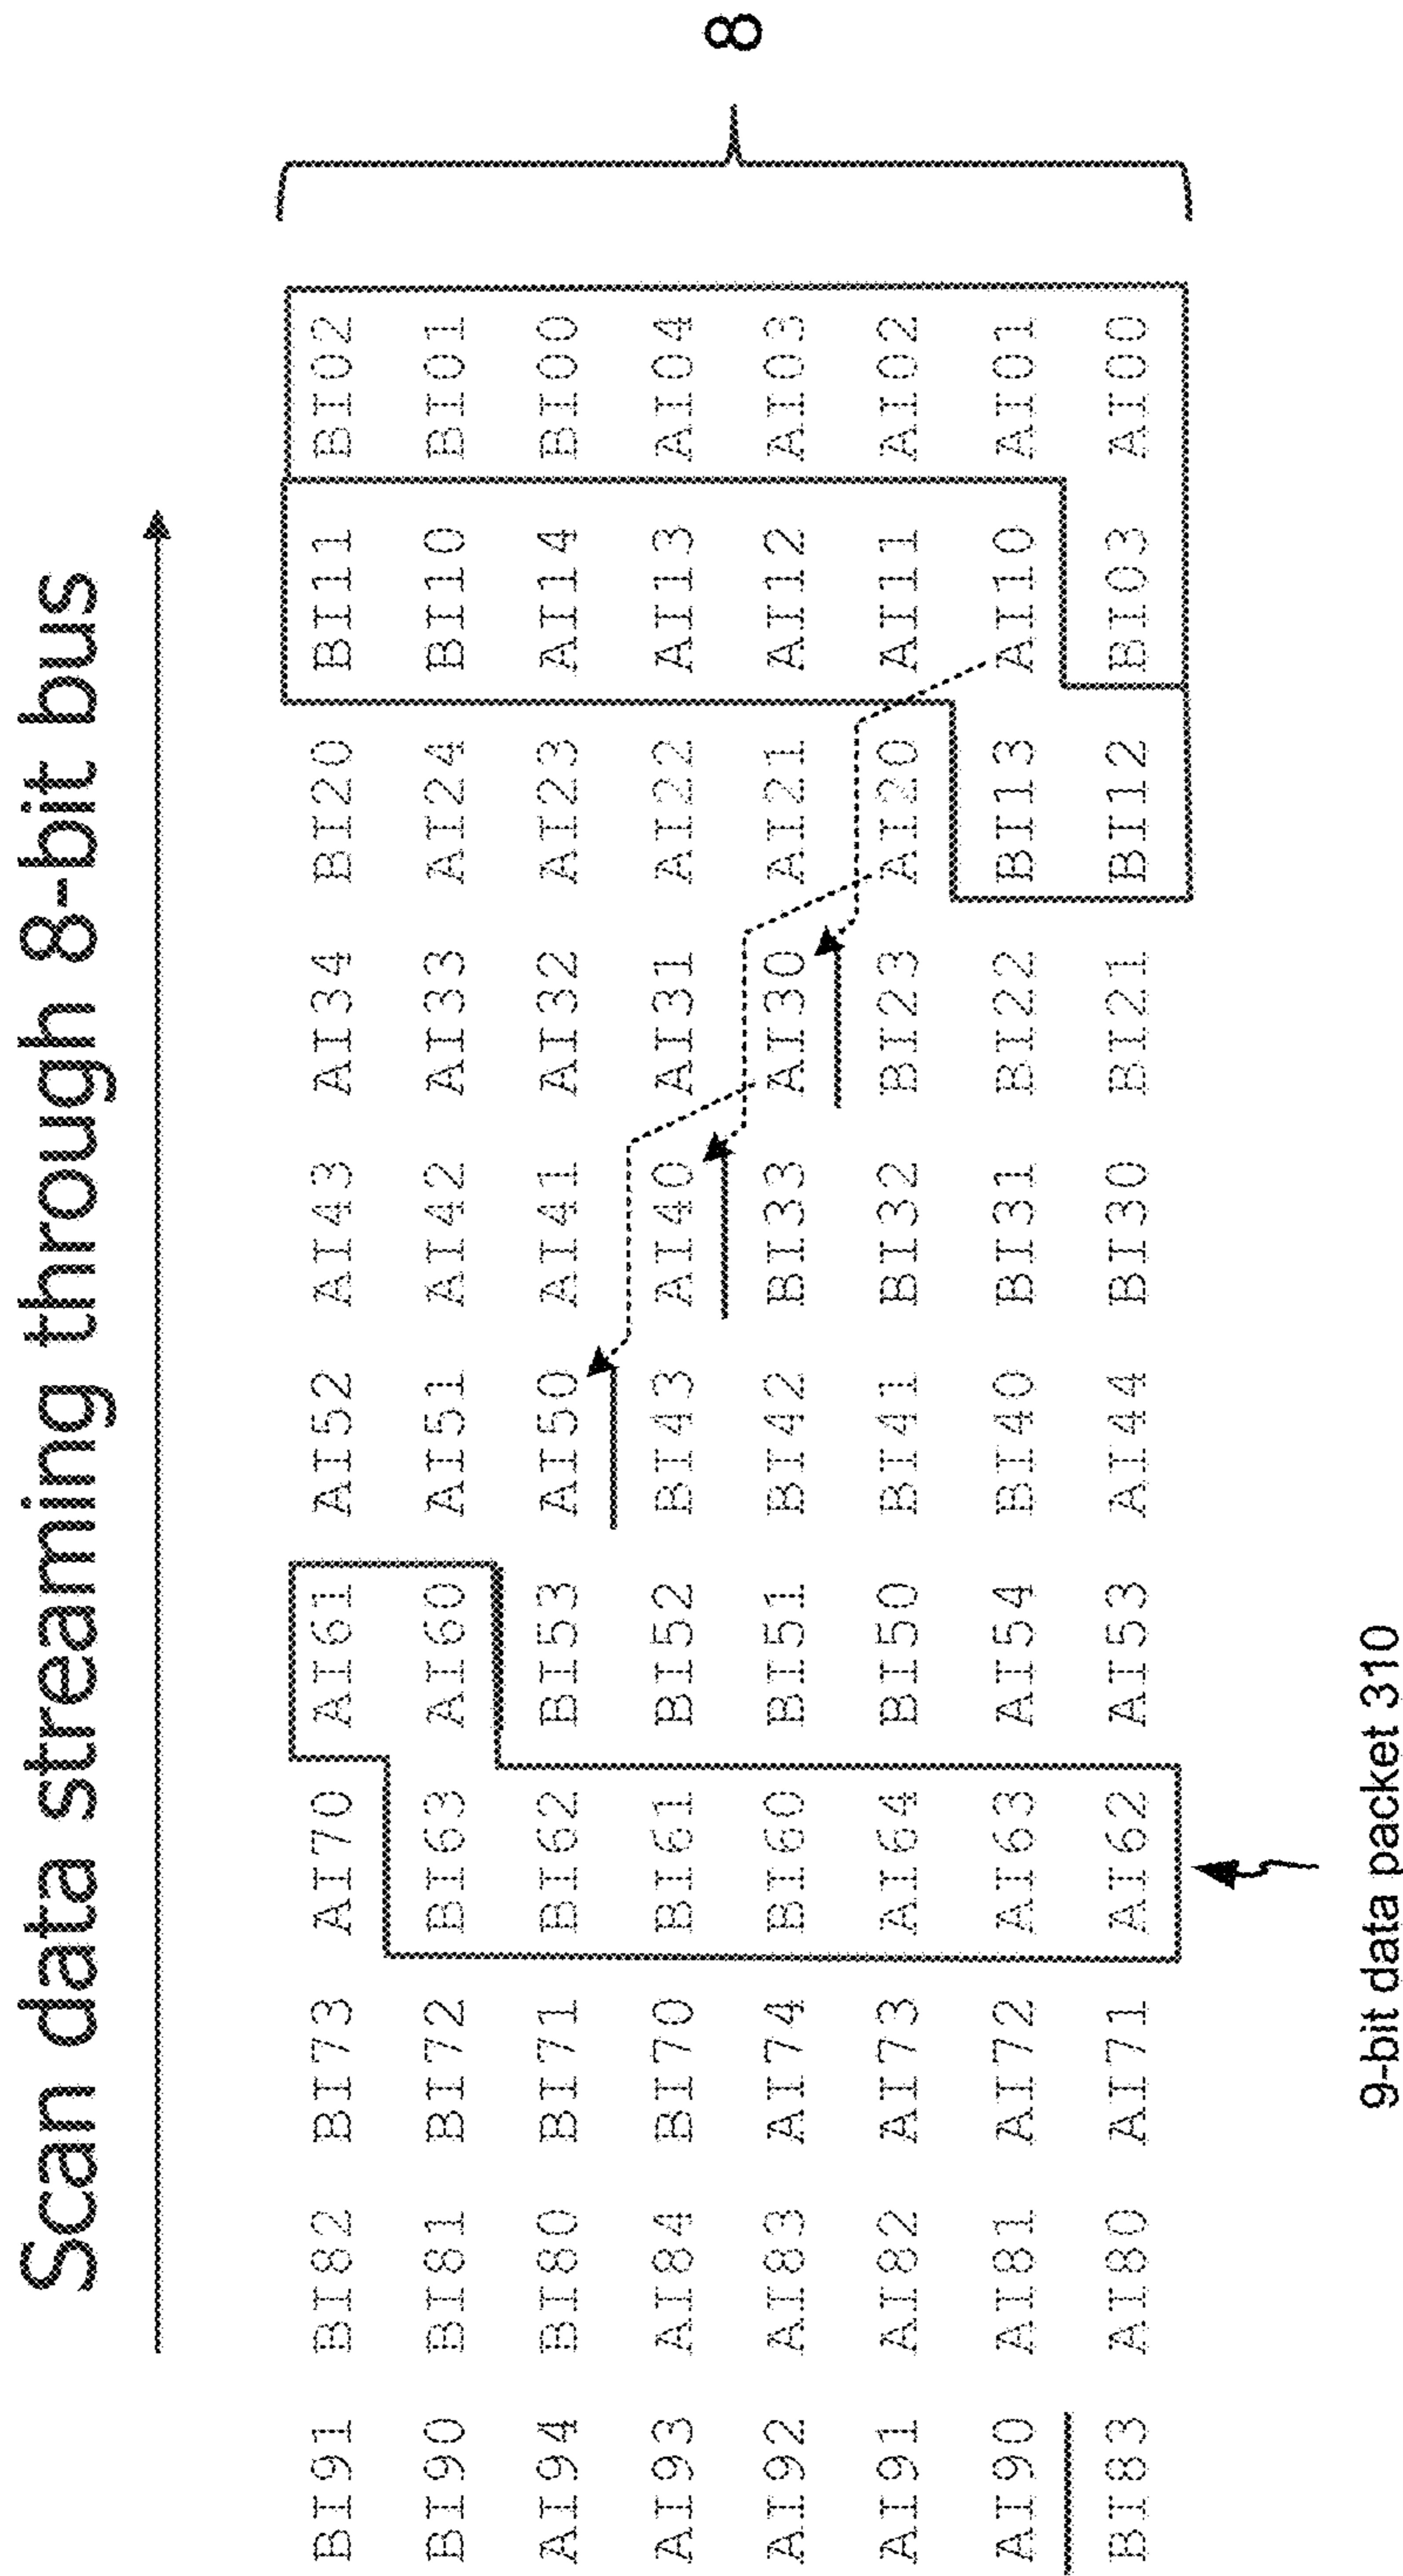 Scan data streaming through 8-bit bus
BI91 BI82 BI73 AI70 AI61 AI52 AI43 AI34 BI20 BI11 BI02
BI90 BI81 BI72 BI63 AI60 AI51 AI42 AI33 AI24 BI10 BI01
AI94 BI80 BI71 BI62 BI53 AI50 AI41 AI32 AI23 AI14 BI00
AI93 AI84 BI70 BI61 BI52 BI43 AI40 AI31 AI22 AI13 AI04
AI92 AI83 AI74 BI60 BI51 BI42 BI33 AI30 AI21 AI12 AI03
AI91 AI82 AI73 AI64 BI50 BI41 BI32 BI23 AI20 AI11 AI02
AI90 AI81 AI72 AI63 AI54 BI40 BI31 BI22 BI13 AI10 AI01
BI83 AI80 AI71 AI62 AI53 AI44 BI30 BI21 BI12 BI03 AI00
8
9-bit data packet 310